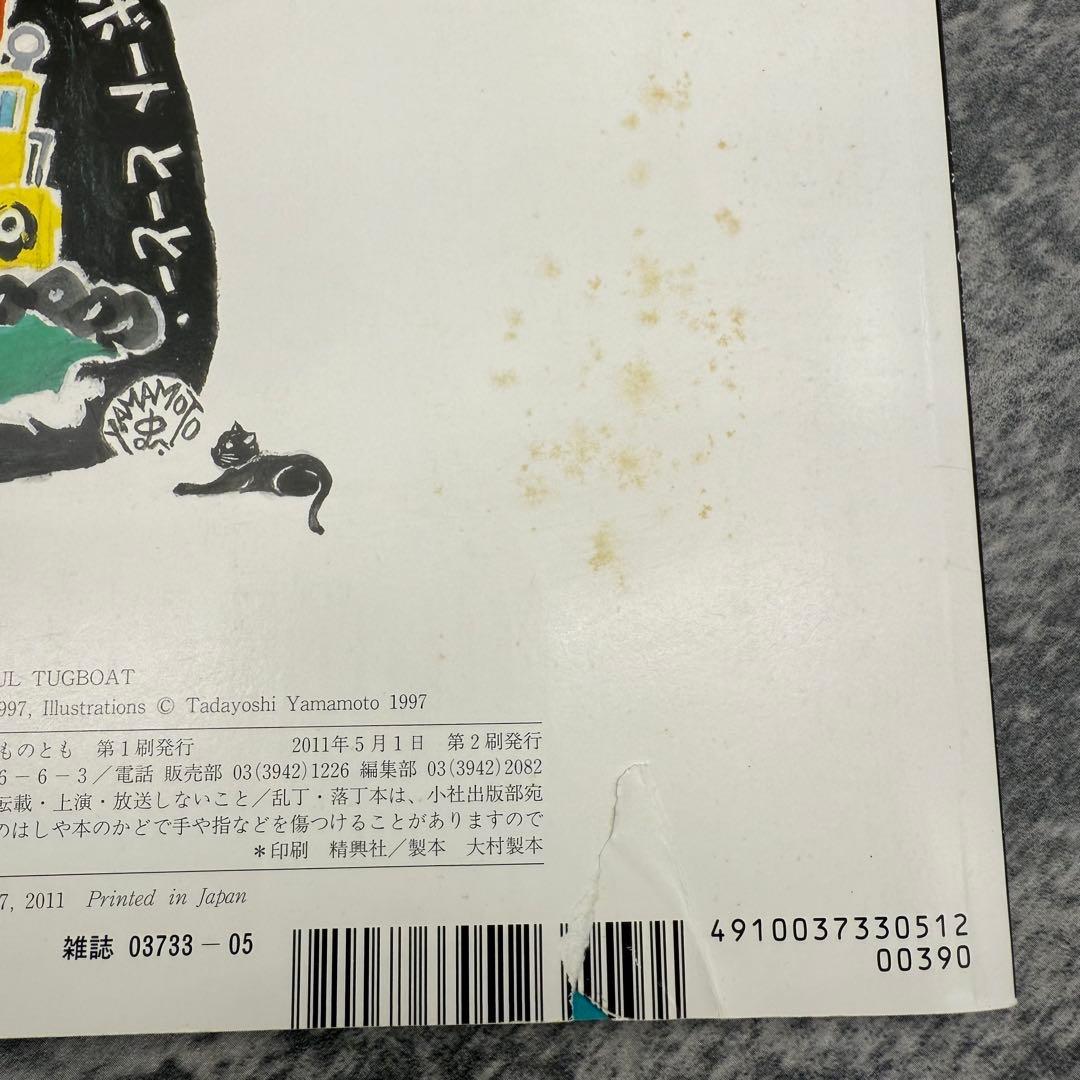 ボート スース.
YAMAMOTO
UL TUGBOAT
997, Illustrations © Tadayoshi Yamamoto 1997
ものとも 第1刷発行 2011年5月1日 第2刷発行
6-6-3/電話 販売部 03(3942)1226 編集部 03(3942)2082
転載・上演・放送しないこと/乱丁・落丁本は、小社出版部宛
のはしや本のかどで手や指などを傷つけることがありますので
*印刷 精興社/製本 大村製本
7, 2011 Printed in Japan
雑誌 03733-05
4910037330512
00390